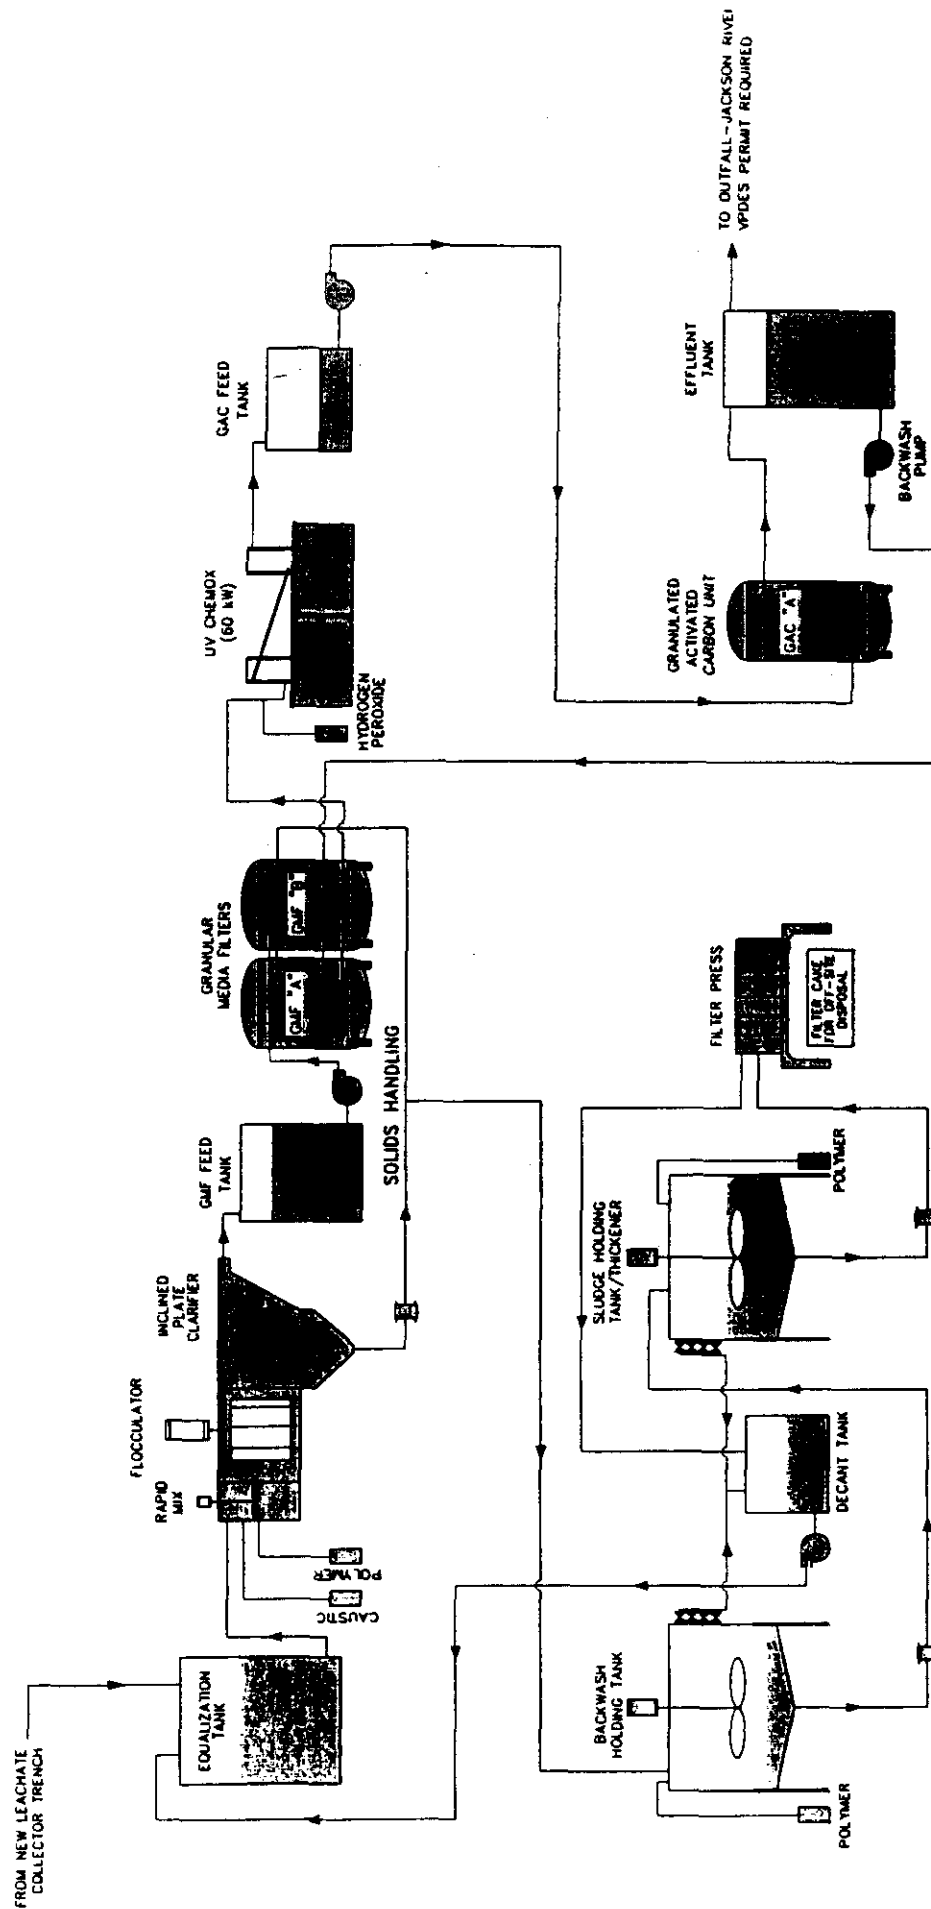 FROM NEW LEACHATE
COLLECTOR TRENCH
EQUALIZATION
TANK
CAUSTIC
POLYMER
RAPID
MIX
FLOCCULATOR
INCLINED
PLATE
CLARIFIER
GMF FEED
TANK
GRANULAR
MEDIA FILTERS
GMF "A"
GMF "B"
HYDROGEN
PEROXIDE
UV CHEMOX
(60 kW)
GAC FEED
TANK
SOLIDS HANDLING
POLYMER
BACKWASH
HOLDING TANK
DECANT TANK
SLUDGE HOLDING
TANK/THICKENER
POLYMER
FILTER PRESS
FILTER CAKE
FOR OFF-SITE
DISPOSAL
GRANULATED
ACTIVATED
CARBON UNIT
GAC "A"
BACKWASH
PUMP
EFFLUENT
TANK
TO OUTFALL-JACKSON RIVE
VPDES PERMIT REQUIRED